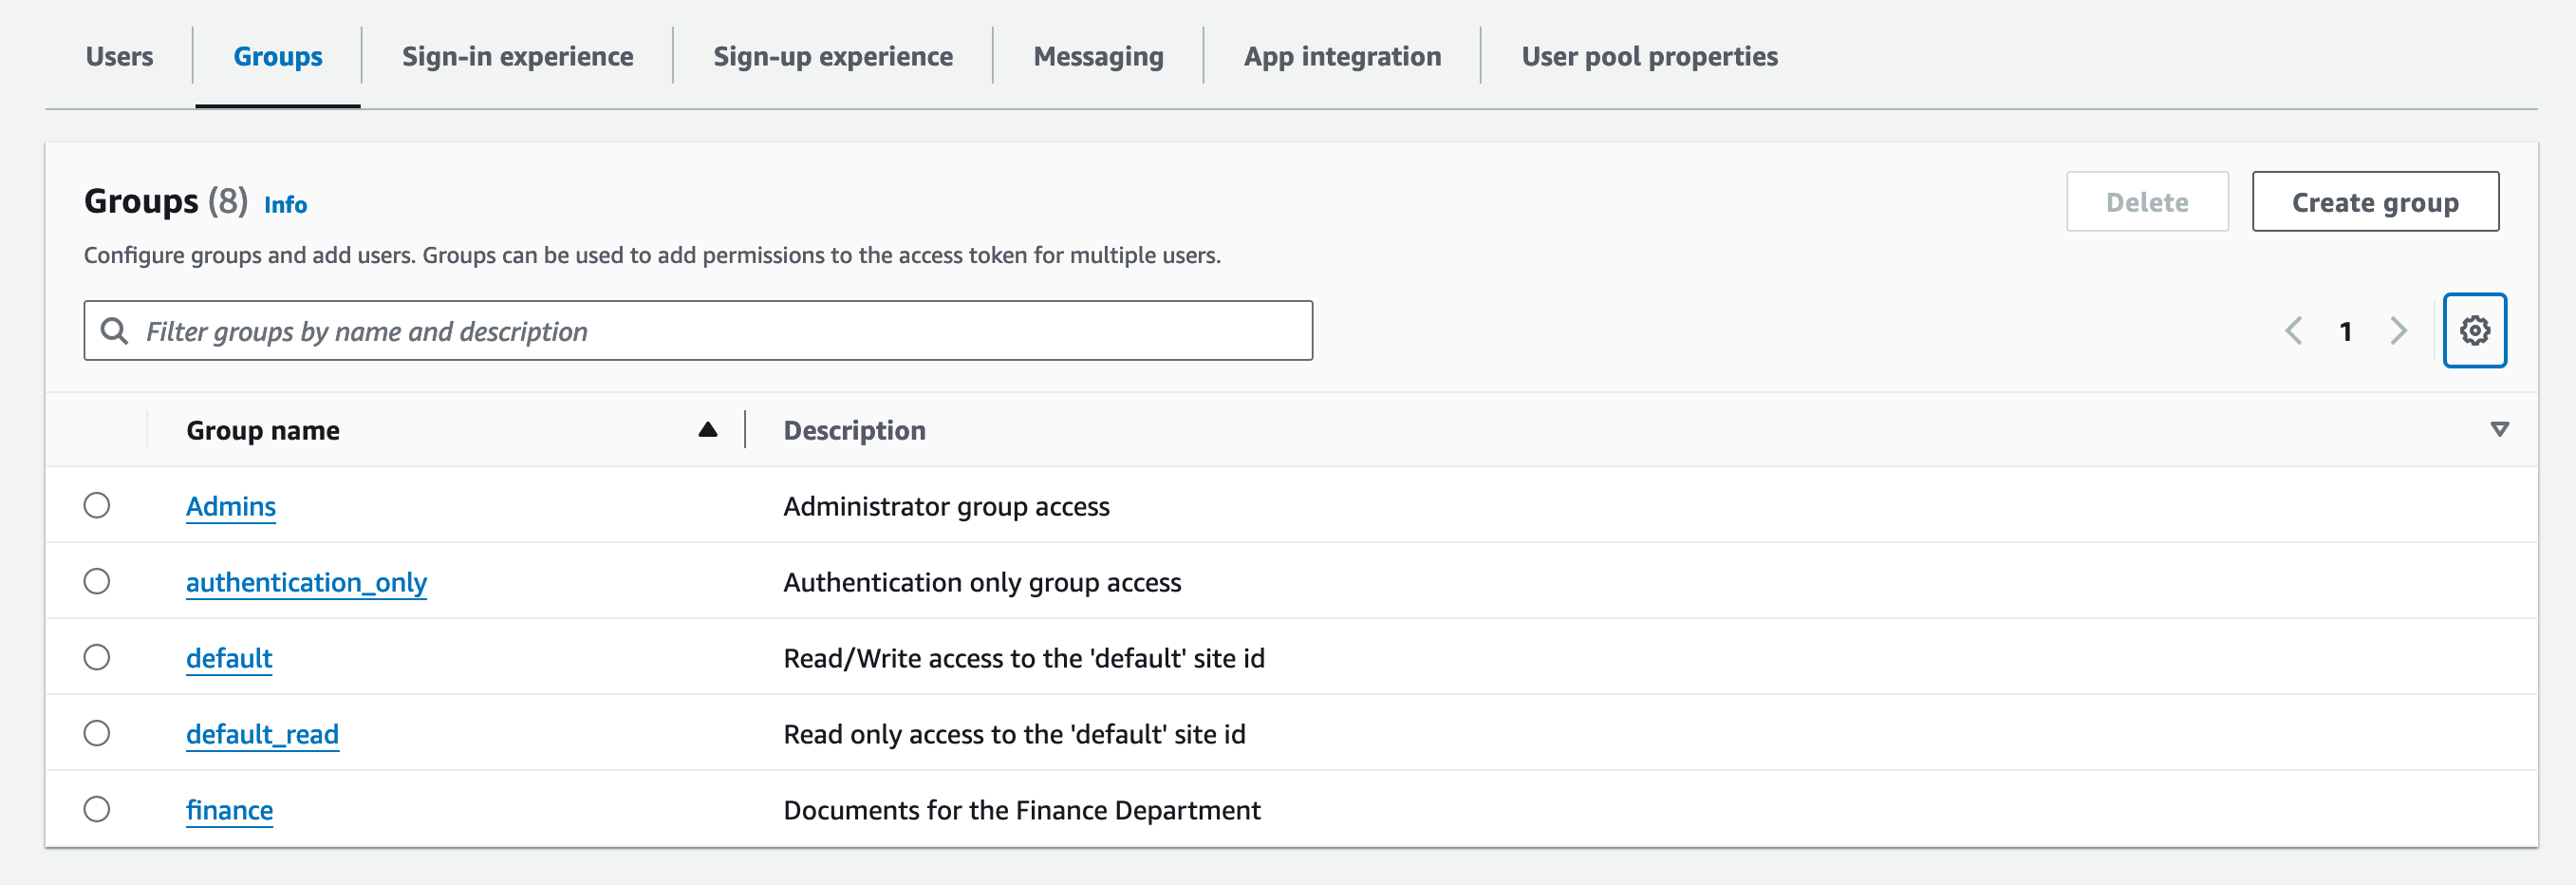 Users Groups Sign-in experience Sign-up experience Messaging App integration User pool properties
Groups (8) Info Delete Create group
Configure groups and add users. Groups can be used to add permissions to the access token for multiple users.
Filter groups by name and description 1
Group name Description
Admins Administrator group access
authentication_only Authentication only group access
default Read/Write access to the 'default' site id
default_read Read only access to the 'default' site id
finance Documents for the Finance Department